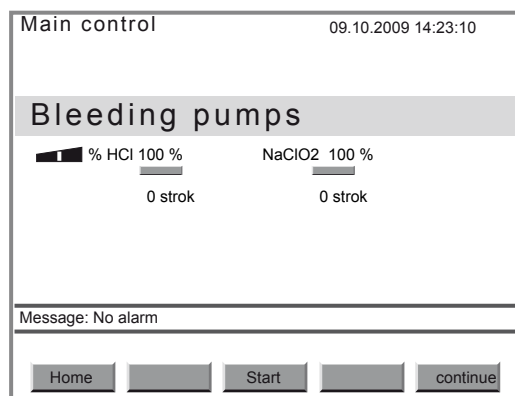 Main control 09.10.2009 14:23:10
Bleeding pumps
% HCl 100 % NaClO2 100 %
0 strok 0 strok
Message: No alarm
Home Start continue